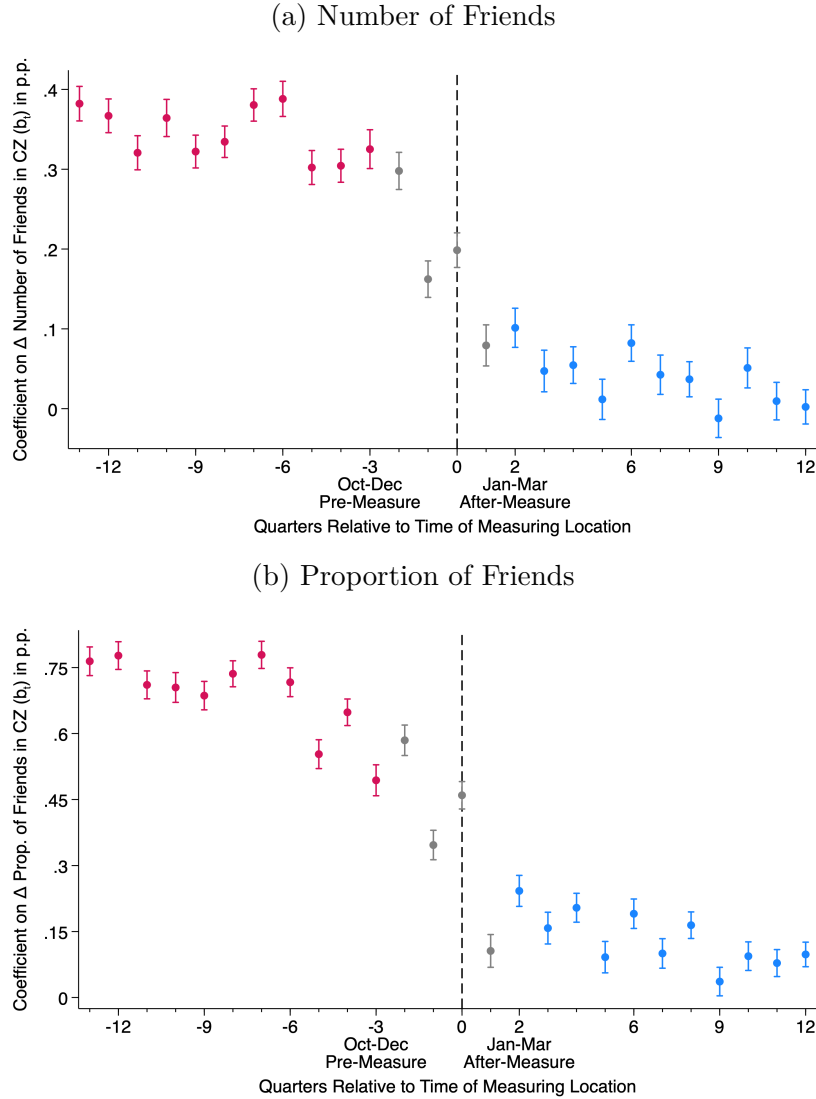 (a) Number of Friends
Coefficient on Δ Number of Friends in CZ (bₜ) in p.p.
.4
.3
.2
.1
0
-12 -9 -6 -3 0 2 6 9 12
Oct-Dec Jan-Mar
Pre-Measure After-Measure
Quarters Relative to Time of Measuring Location
(b) Proportion of Friends
Coefficient on Δ Prop. of Friends in CZ (bₜ) in p.p.
.75
.6
.45
.3
.15
0
-12 -9 -6 -3 0 2 6 9 12
Oct-Dec Jan-Mar
Pre-Measure After-Measure
Quarters Relative to Time of Measuring Location